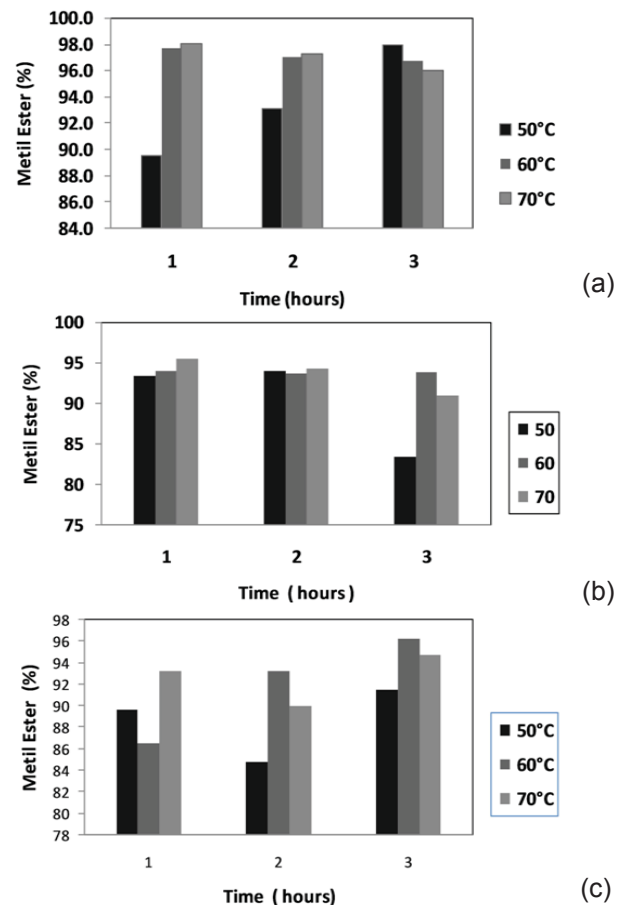 100.0
98.0
96.0
94.0
92.0
90.0
88.0
86.0
84.0
Metil Ester (%)
1 2 3
Time (hours)
50°C
60°C
70°C
(a)
100
95
90
85
80
75
Metil Ester (%)
1 2 3
Time ( hours )
50
60
70
(b)
98
96
94
92
90
88
86
84
82
80
78
Metil Ester (%)
1 2 3
Time ( hours)
50°C
60°C
70°C
(c)